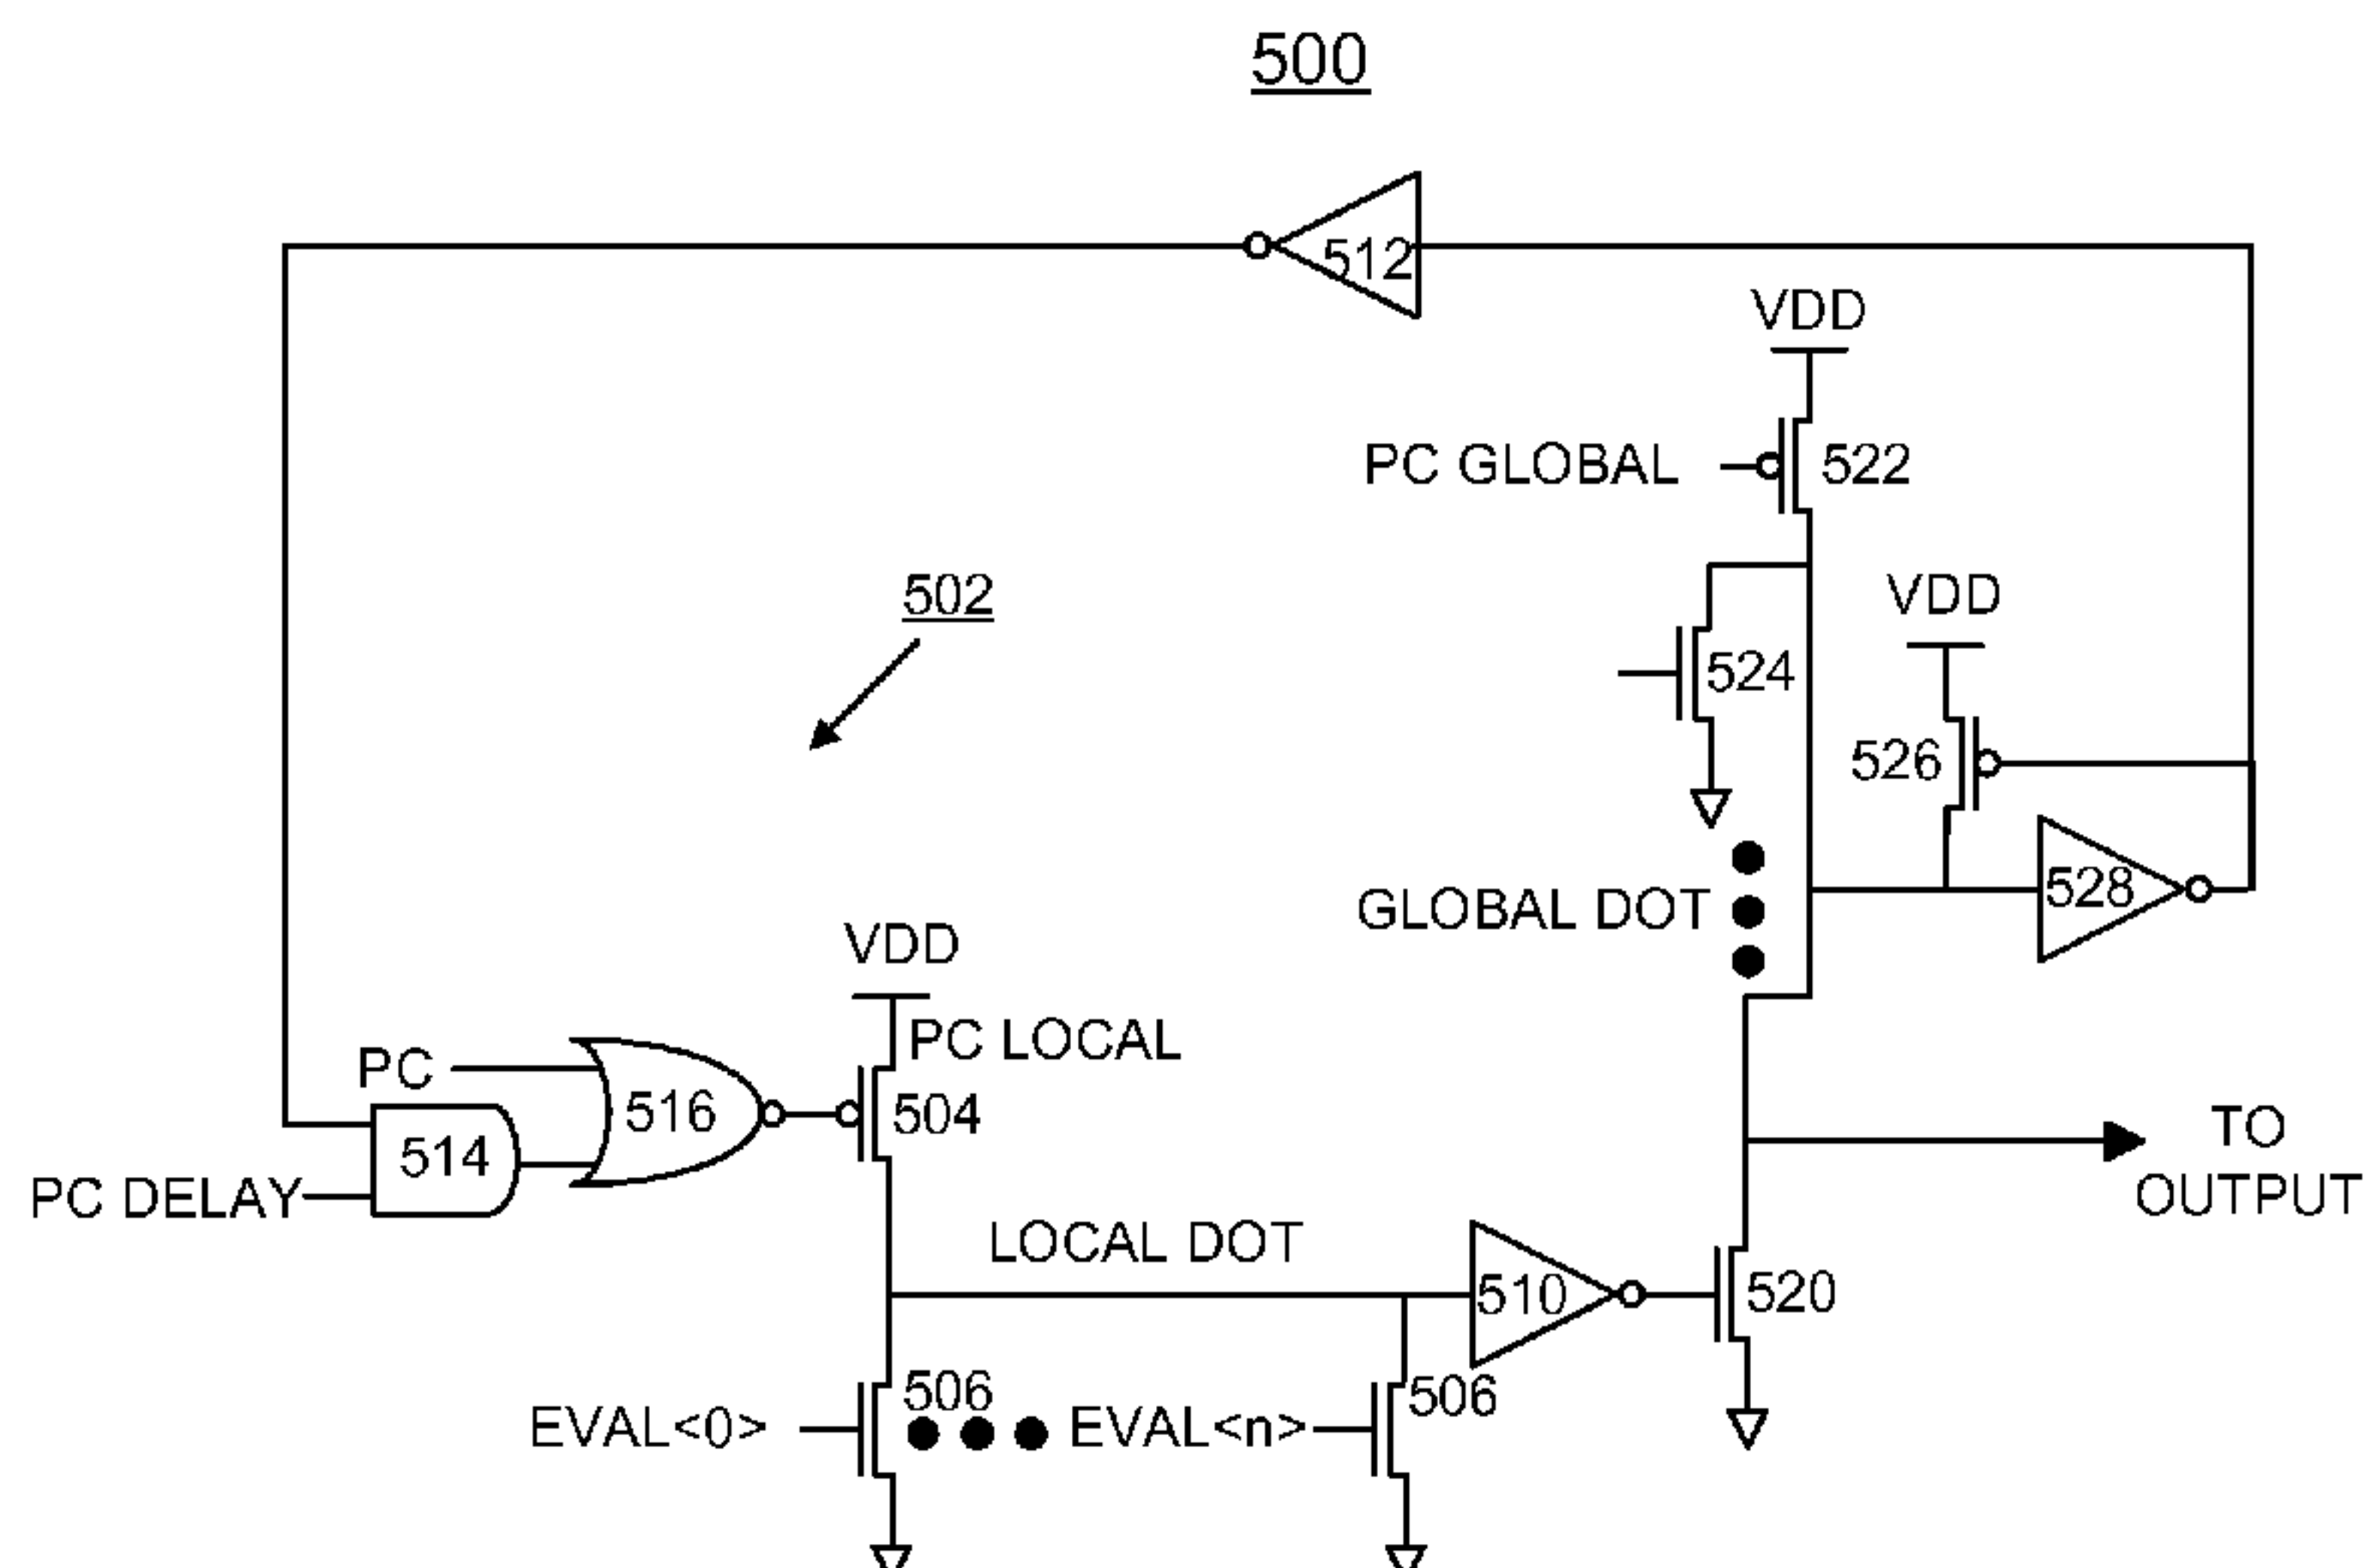 500
512
VDD
PC GLOBAL
522
502
VDD
524
526
528
GLOBAL DOT
VDD
PC LOCAL
PC
516
504
514
PC DELAY
TO
OUTPUT
LOCAL DOT
510
520
506
506
EVAL<0>
EVAL<n>